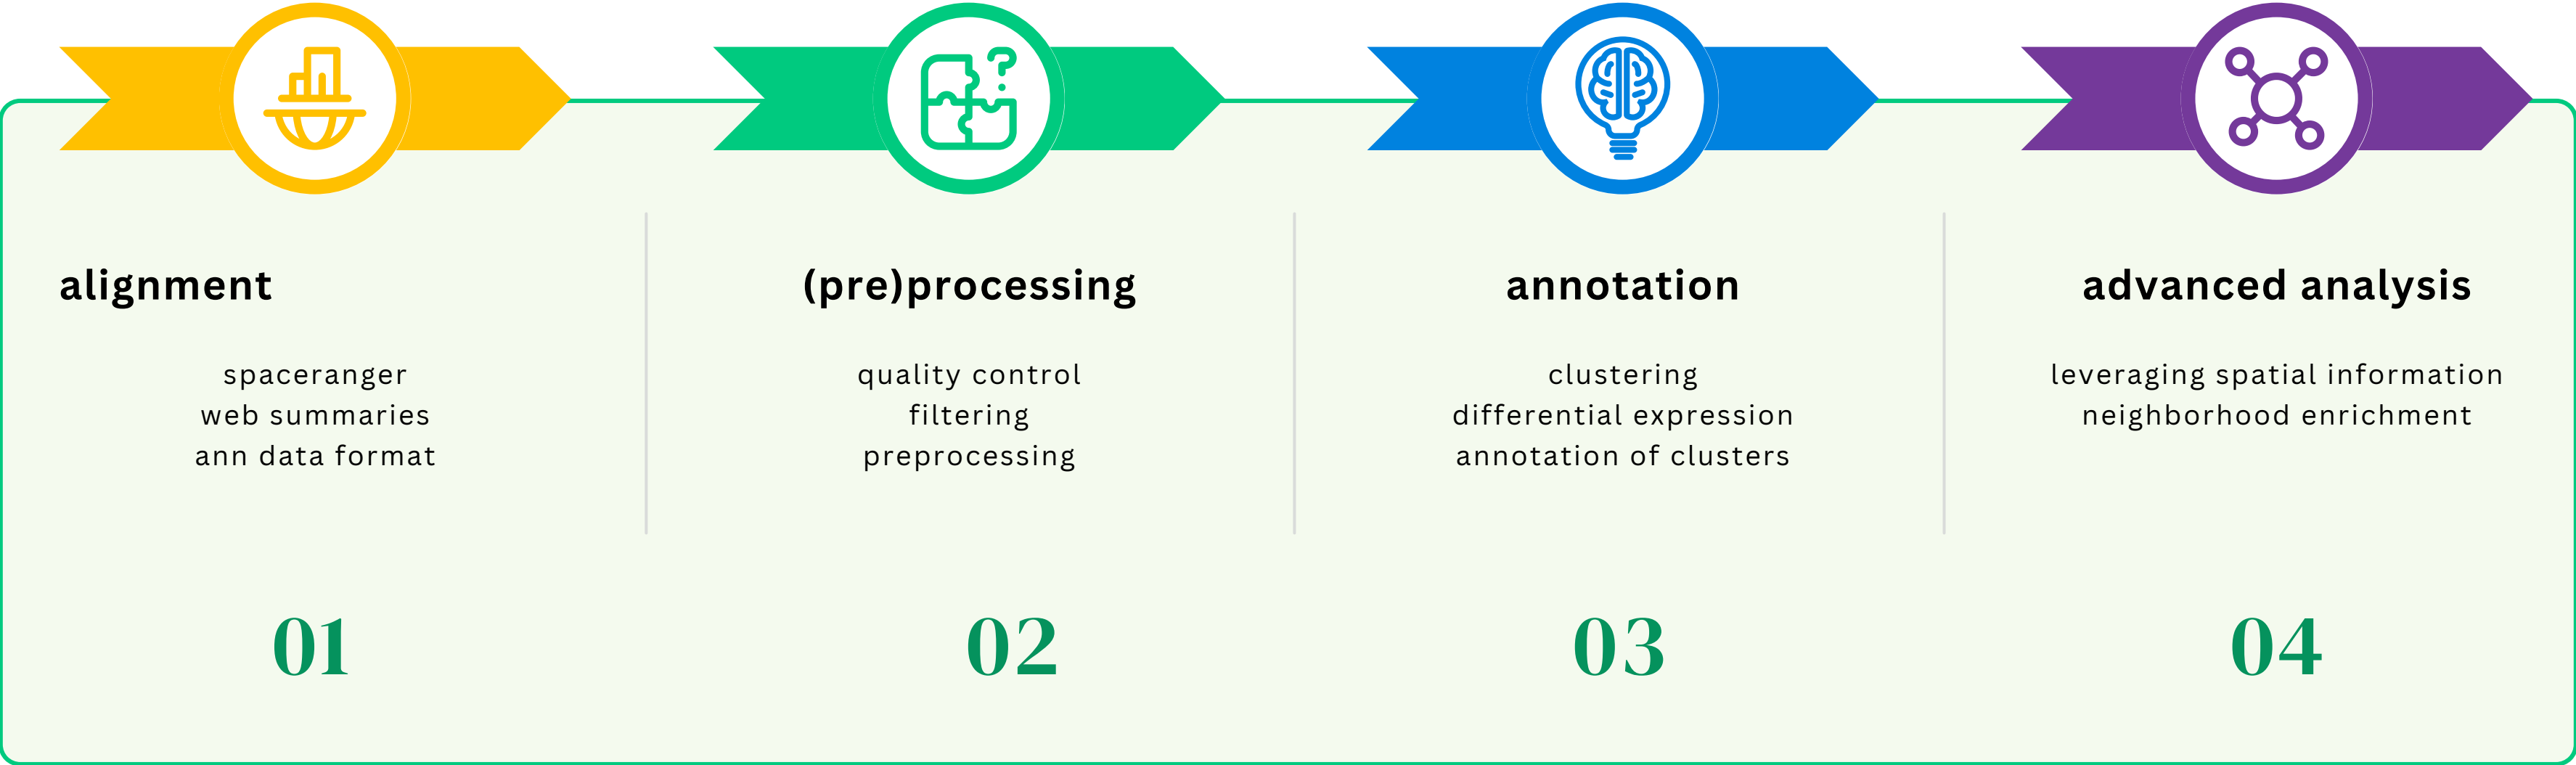 alignment
spaceranger
web summaries
ann data format
01
(pre)processing
quality control
filtering
preprocessing
02
annotation
clustering
differential expression
annotation of clusters
03
advanced analysis
leveraging spatial information
neighborhood enrichment
04
?